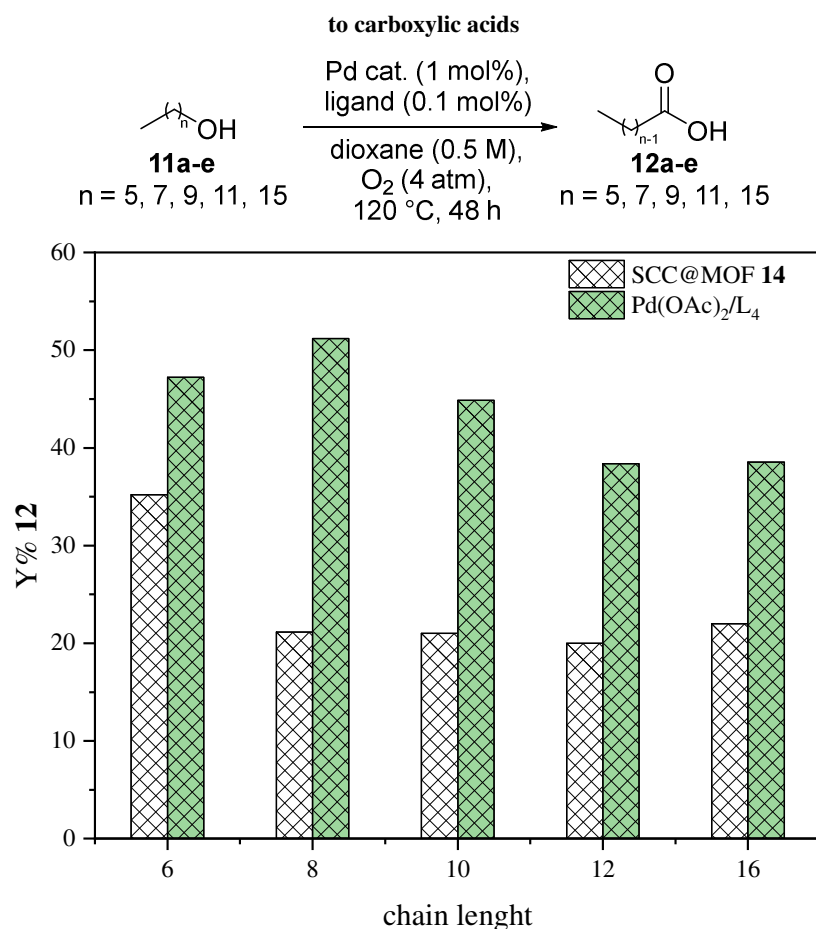 to carboxylic acids
Pd cat. (1 mol%),
ligand (0.1 mol%)
dioxane (0.5 M),
O₂ (4 atm),
120 °C, 48 h
( )n OH
11a-e
n = 5, 7, 9, 11, 15
O
( )n-1 OH
12a-e
n = 5, 7, 9, 11, 15
SCC@MOF 14
Pd(OAc)₂/L₄
Y% 12
60
50
40
30
20
10
0
6 8 10 12 16
chain lenght